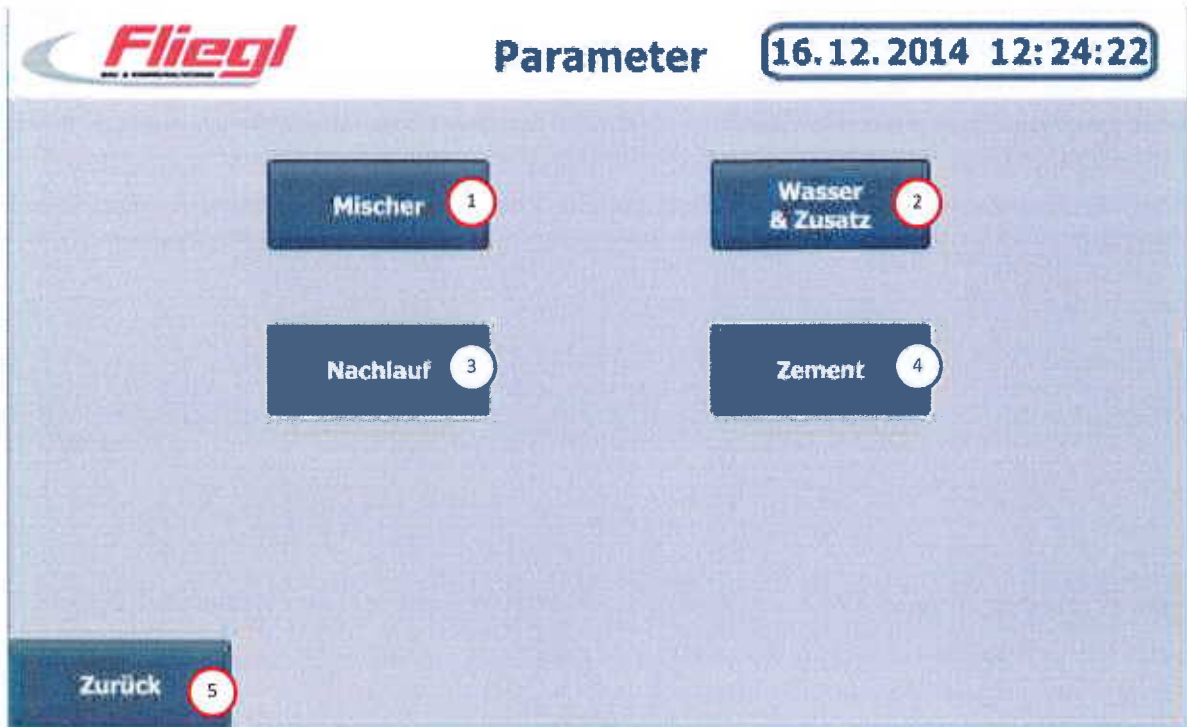 Fliegl
Parameter
16.12.2014 12:24:22
Mischer 1
Wasser
& Zusatz 2
Nachlauf 3
Zement 4
Zurück 5